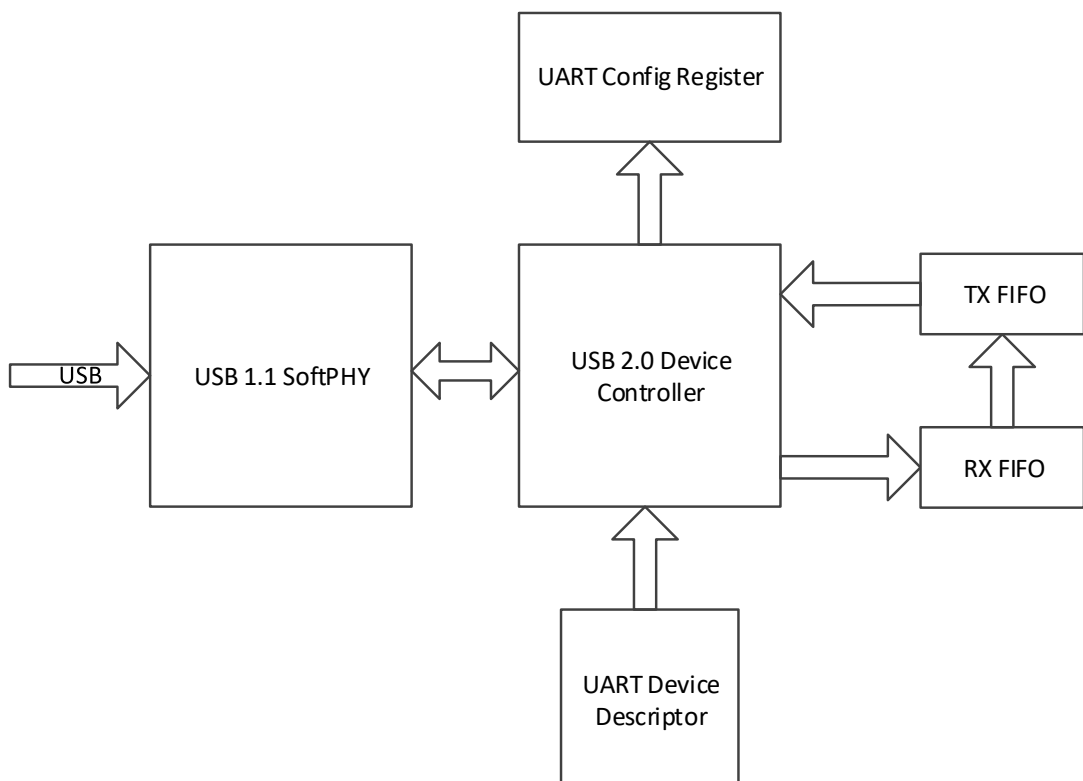 UART Config Register
TX FIFO
USB
USB 1.1 SoftPHY
USB 2.0 Device
Controller
RX FIFO
UART Device
Descriptor